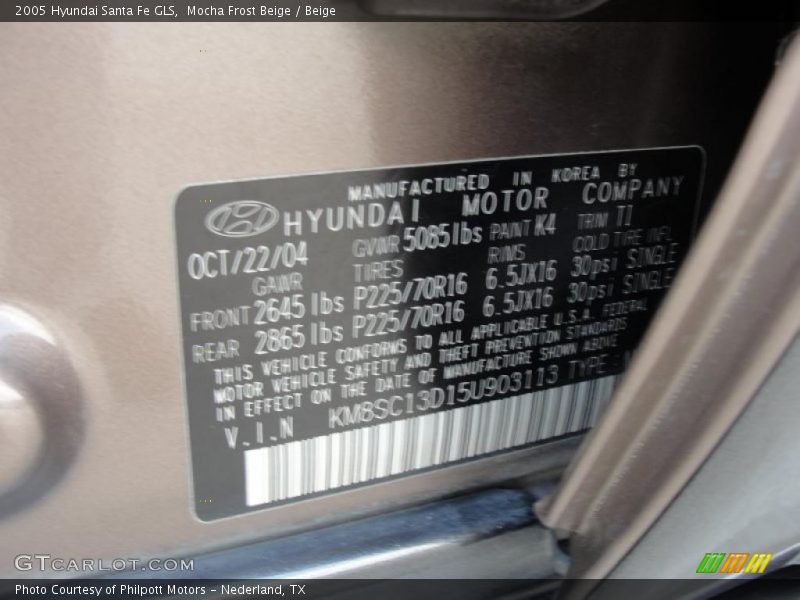 2005 Hyundai Santa Fe GLS,  Mocha Frost Beige / Beige
MANUFACTURED IN KOREA BY
HYUNDAI MOTOR COMPANY
OCT/22/04 GVWR 5085lbs PAINT K4 TRIM TI
GAWR TIRES RIMS COLD TIRE INFL
FRONT 2645 lbs P225/70R16 6.5JX16 30psi SINGLE
REAR 2865 lbs P225/70R16 6.5JX16 30psi SINGLE
THIS VEHICLE CONFORMS TO ALL APPLICABLE U.S.A. FEDERAL
MOTOR VEHICLE SAFETY AND THEFT PREVENTION STANDARDS
IN EFFECT ON THE DATE OF MANUFACTURE SHOWN ABOVE
V.I.N KM8SC13D15U903113 TYPE:
GTCARLOT.COM
Photo Courtesy of Philpott Motors - Nederland, TX